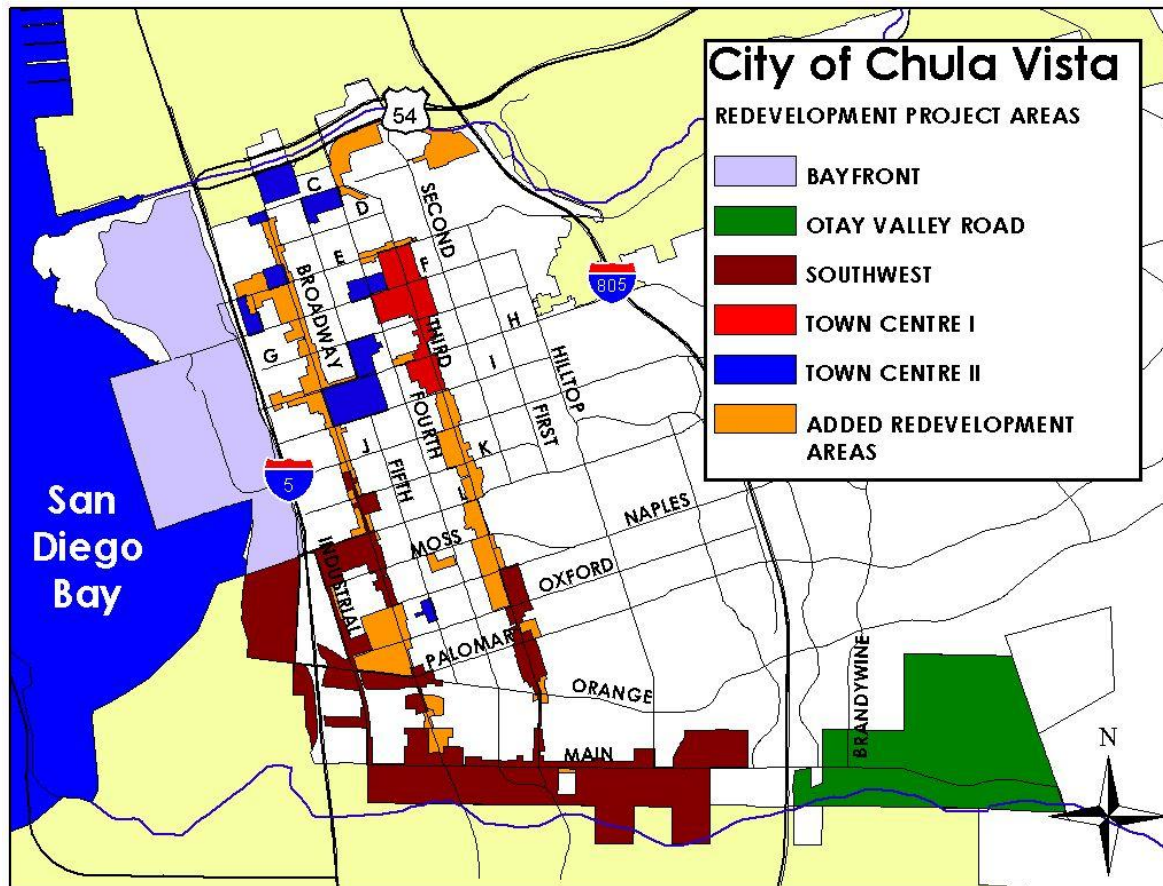 City of Chula Vista
REDEVELOPMENT PROJECT AREAS
BAYFRONT
OTAY VALLEY ROAD
SOUTHWEST
TOWN CENTRE I
TOWN CENTRE II
ADDED REDEVELOPMENT
AREAS
54
805
5
San
Diego
Bay
C
D
E
F
G
H
I
J
K
L
SECOND
BROADWAY
THIRD
HILLTOP
FIRST
FOURTH
FIFTH
INDUSTRIAL
MOSS
NAPLES
OXFORD
PALOMAR
ORANGE
MAIN
BRANDYWINE
N